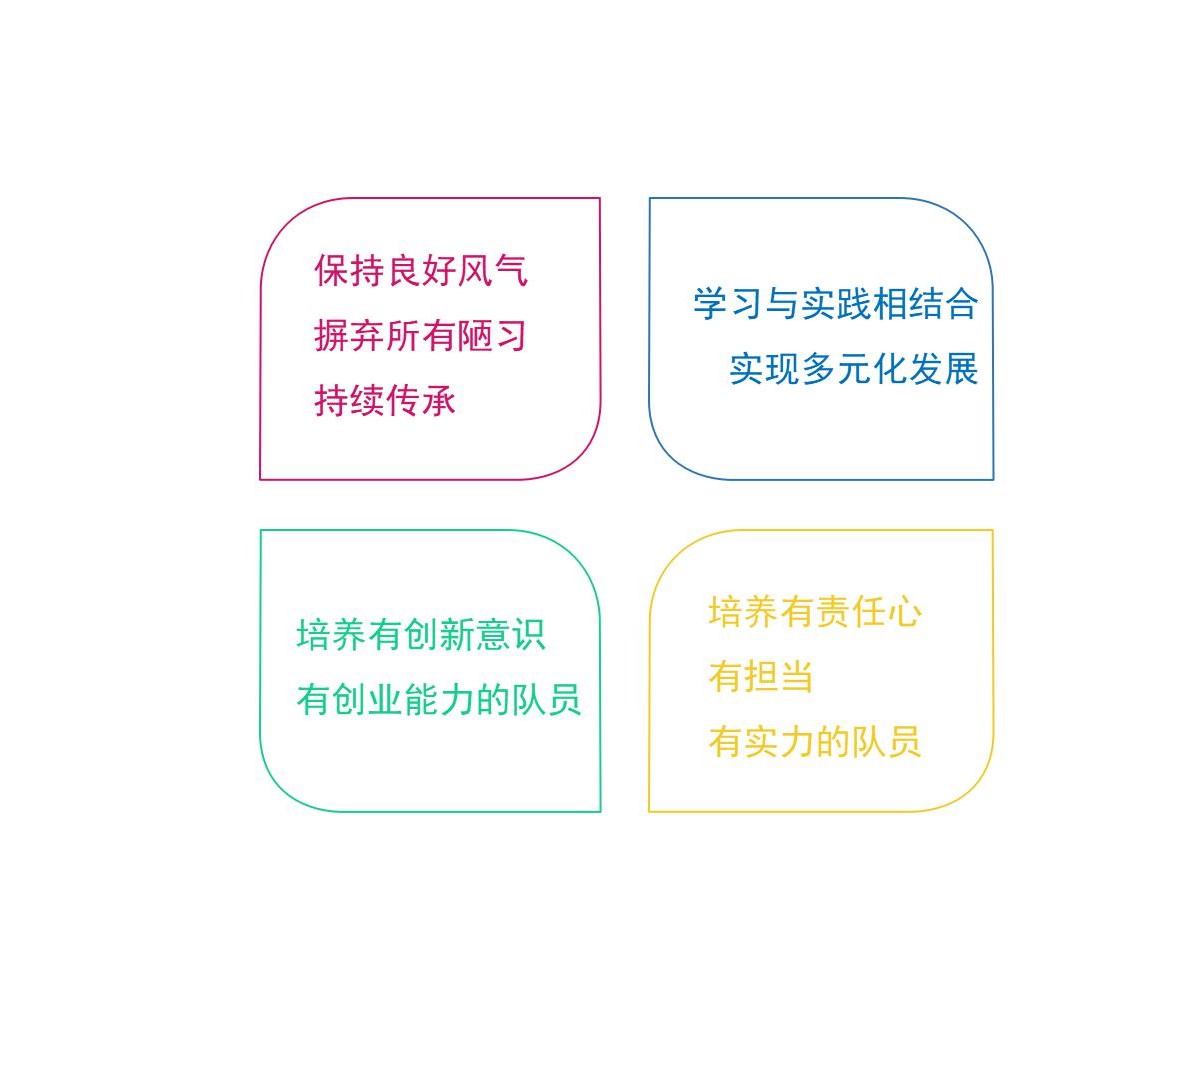 保持良好风气
摒弃所有陋习
持续传承
学习与实践相结合
实现多元化发展
培养有创新意识
有创业能力的队员
培养有责任心
有担当
有实力的队员